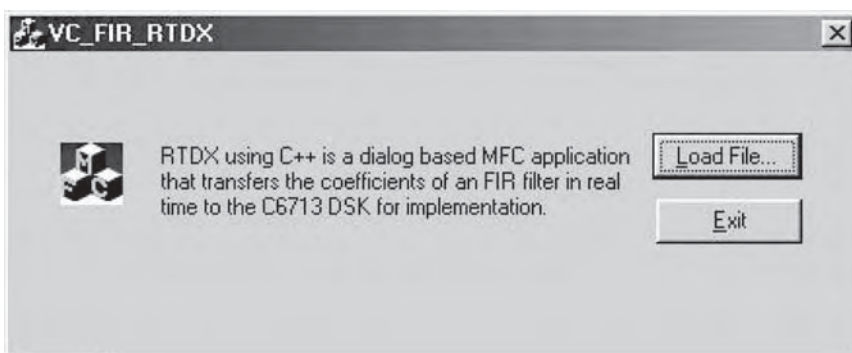 VC_FIR_RTDX
RTDX using C++ is a dialog based MFC application
that transfers the coefficients of an FIR filter in real
time to the C6713 DSK for implementation.
Load File...
Exit
M
F C